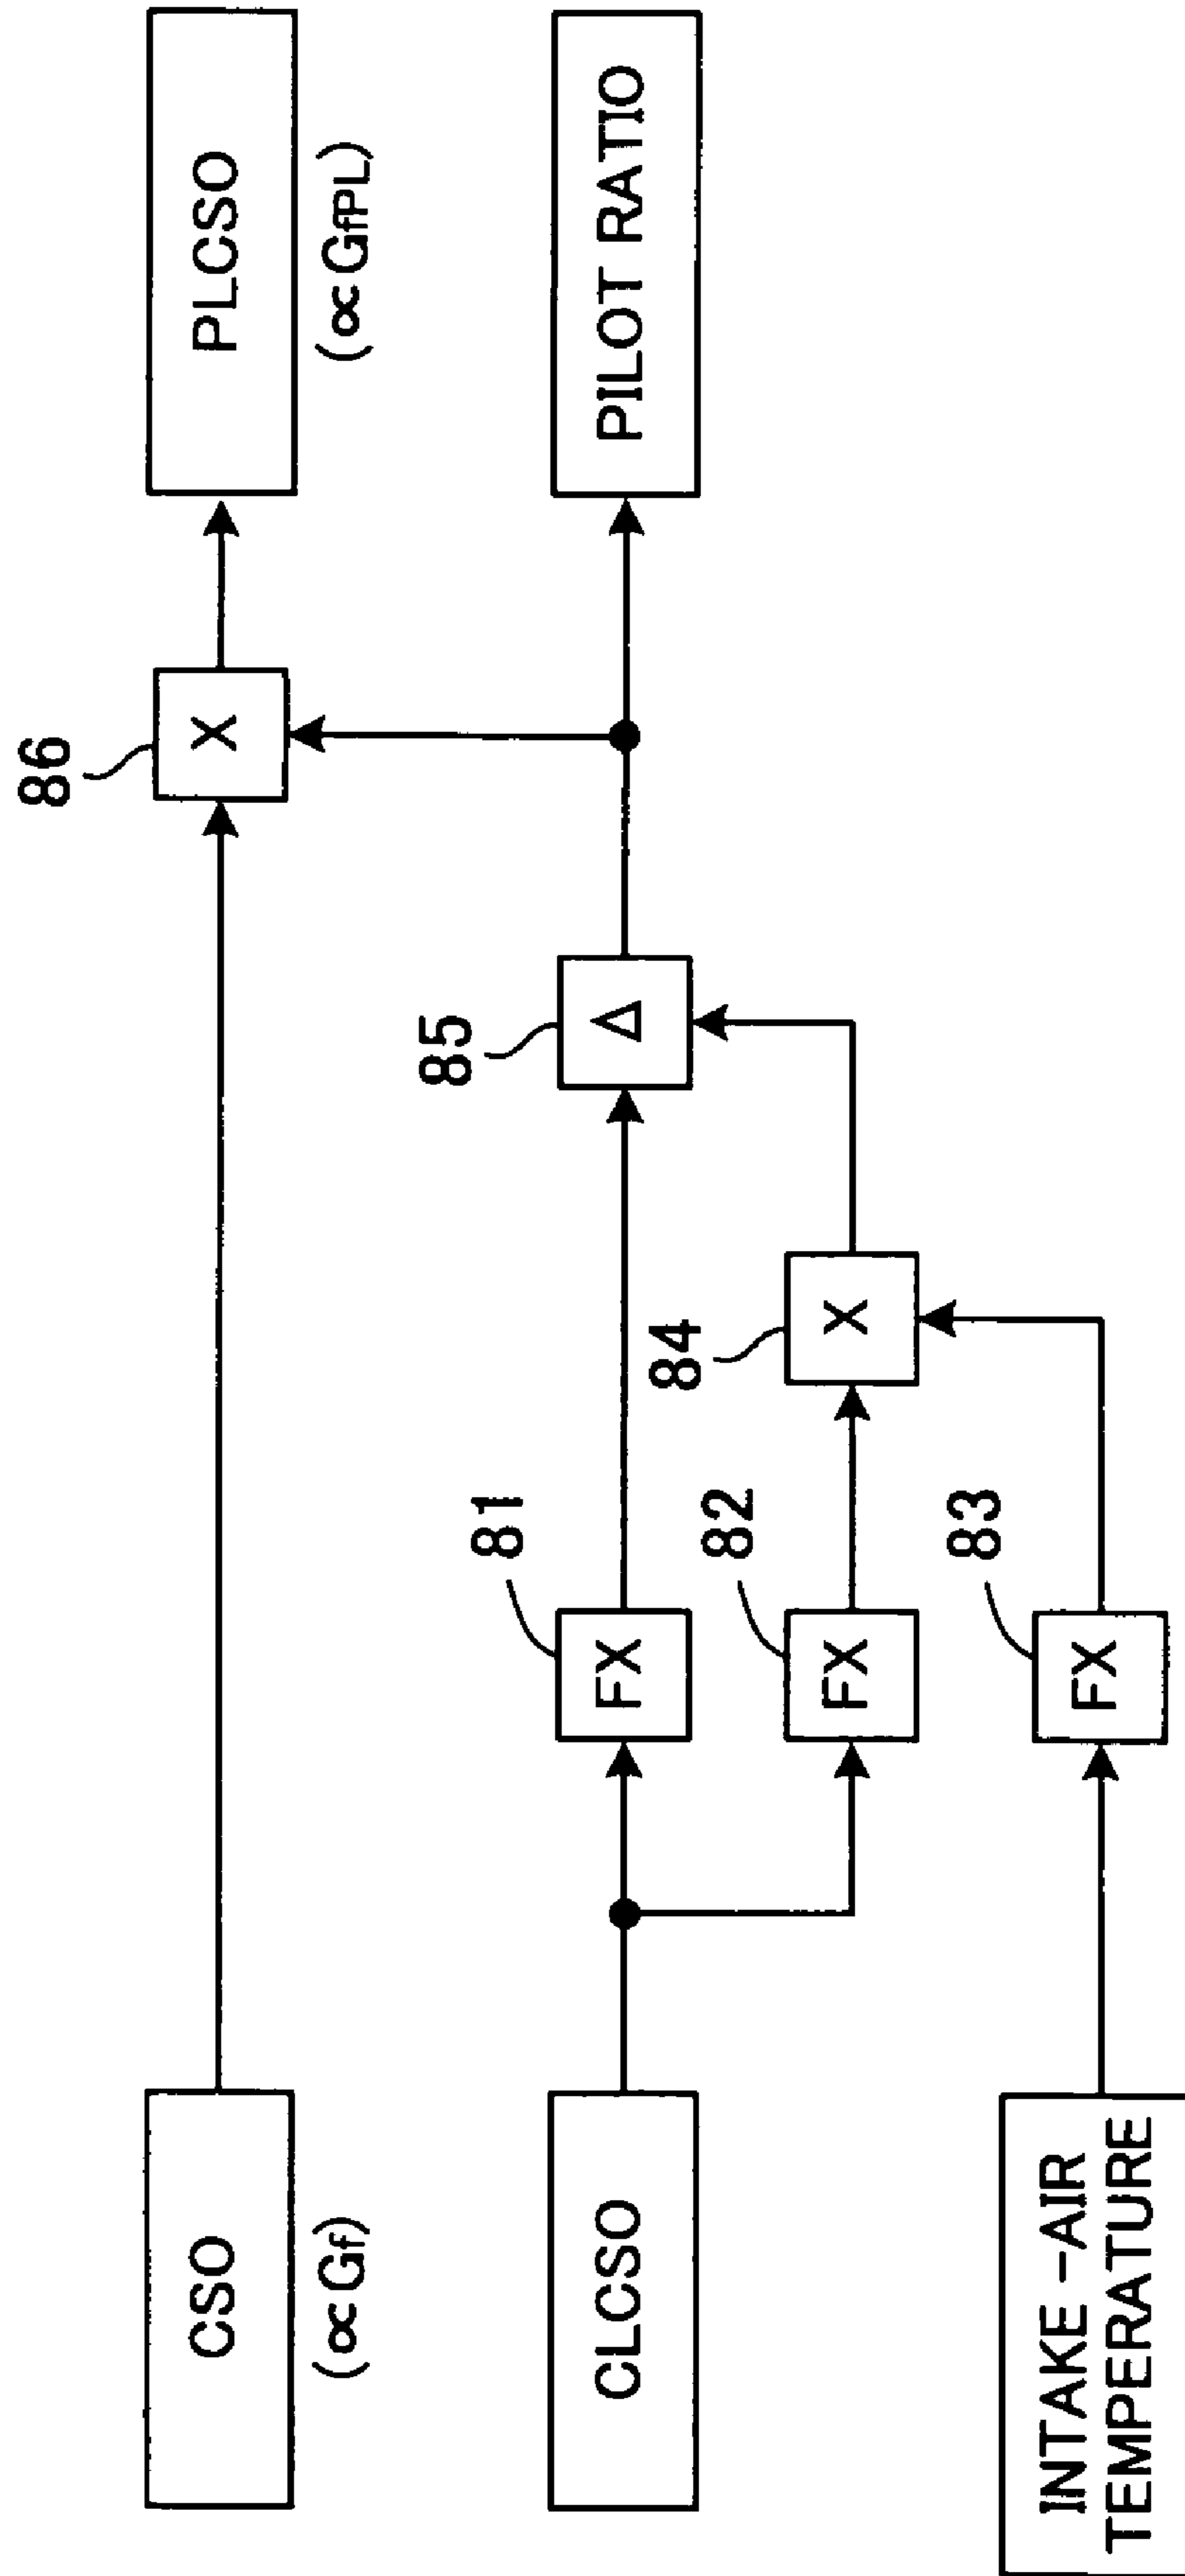 CSO
(∝Gf)
86
X
PLCSO
(∝GfPL)
CLCSO
81
FX
85
Δ
PILOT RATIO
82
FX
84
X
INTAKE-AIR
TEMPERATURE
83
FX